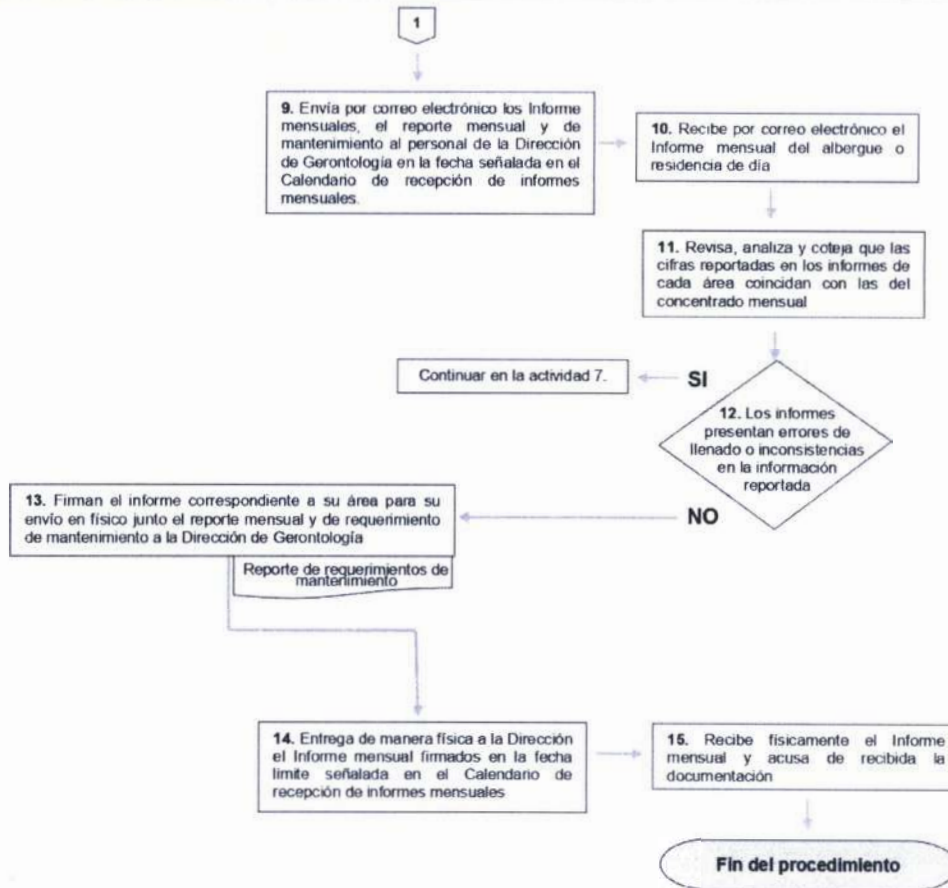 1
9. Envía por correo electrónico los Informe
mensuales, el reporte mensual y de
mantenimiento al personal de la Dirección
de Gerontología en la fecha señalada en el
Calendario de recepción de informes
mensuales.
10. Recibe por correo electrónico el
Informe mensual del albergue o
residencia de día
11. Revisa, analiza y coteja que las
cifras reportadas en los informes de
cada área coincidan con las del
concentrado mensual
Continuar en la actividad 7.
SI
12. Los informes
presentan errores de
llenado o inconsistencias
en la información
reportada
NO
13. Firman el informe correspondiente a su área para su
envío en físico junto el reporte mensual y de requerimiento
de mantenimiento a la Dirección de Gerontología
Reporte de requerimientos de
mantenimiento
14. Entrega de manera física a la Dirección
el Informe mensual firmados en la fecha
límite señalada en el Calendario de
recepción de informes mensuales
15. Recibe físicamente el Informe
mensual y acusa de recibida la
documentación
Fin del procedimiento